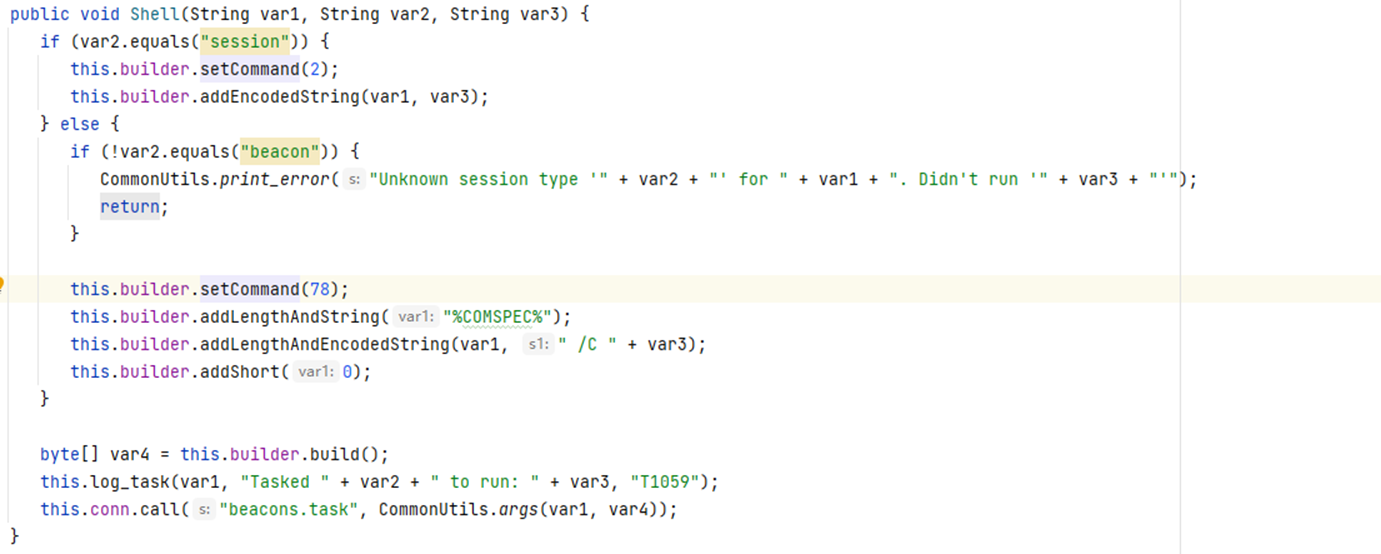 public void Shell(String var1, String var2, String var3) {
if (var2.equals("session")) {
this.builder.setCommand(2);
this.builder.addEncodedString(var1, var3);
} else {
if (!var2.equals("beacon")) {
CommonUtils.print_error( s: "Unknown session type '" + var2 + "' for " + var1 + ". Didn't run '" + var3 + "'");
return;
}
this.builder.setCommand(78);
this.builder.addLengthAndString( var1: "%COMSPEC%");
this.builder.addLengthAndEncodedString(var1, s1: " /C " + var3);
this.builder.addShort( var1: 0);
}
byte[] var4 = this.builder.build();
this.log_task(var1, "Tasked " + var2 + " to run: " + var3, "T1059");
this.conn.call( s: "beacons.task", CommonUtils.args(var1, var4));
}